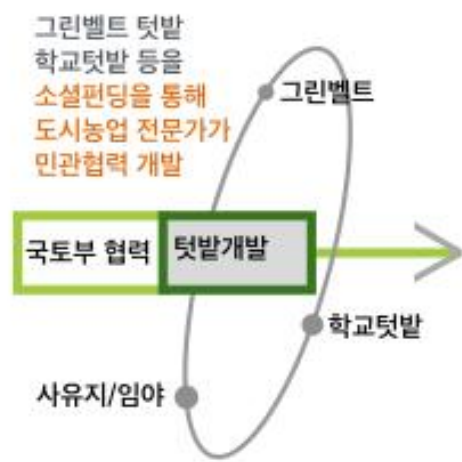 그린벨트 텃밭
학교텃밭 등을
소셜펀딩을 통해
도시농업 전문가가
민관협력 개발
그린벨트
국토부 협력
텃밭개발
학교텃밭
사유지/임야